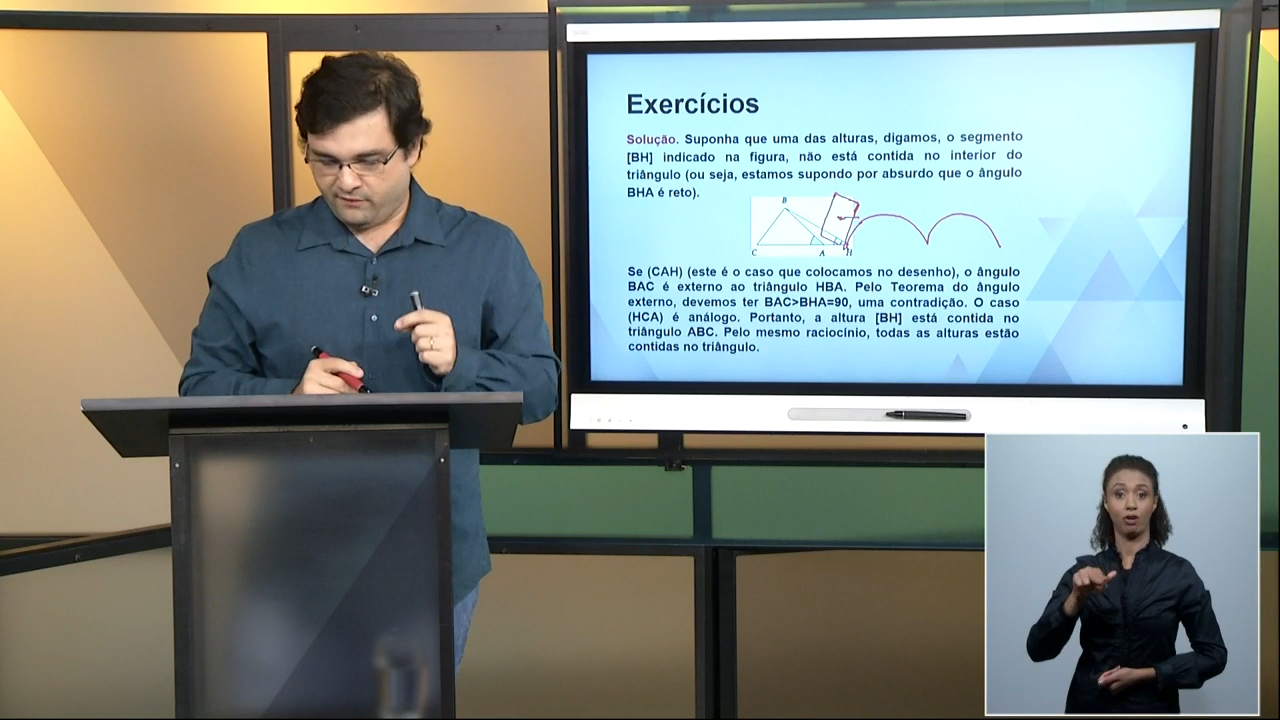 Exercícios
Solução. Suponha que uma das alturas, digamos, o segmento
[BH] indicado na figura, não está contida no interior do
triângulo (ou seja, estamos supondo por absurdo que o ângulo
BHA é reto).
B
C A H
Se (CAH) (este é o caso que colocamos no desenho), o ângulo
BAC é externo ao triângulo HBA. Pelo Teorema do ângulo
externo, devemos ter BAC>BHA=90, uma contradição. O caso
(HCA) é análogo. Portanto, a altura [BH] está contida no
triângulo ABC. Pelo mesmo raciocínio, todas as alturas estão
contidas no triângulo.